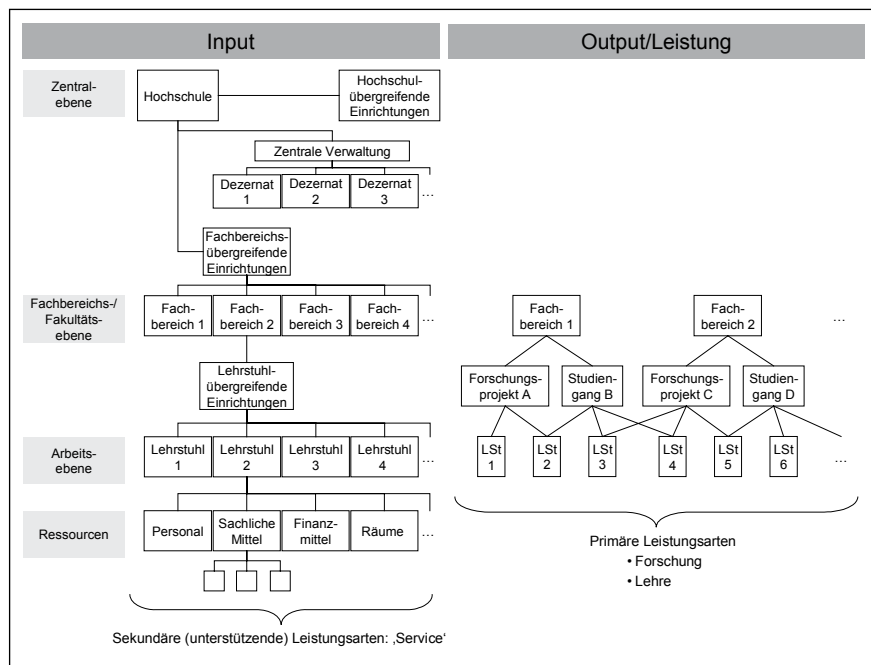 Input
Output/Leistung
Zentral-
ebene
Hochschule
Hochschul-
übergreifende
Einrichtungen
Zentrale Verwaltung
Dezernat
1
Dezernat
2
Dezernat
3
...
Fachbereichs-
übergreifende
Einrichtungen
Fachbereichs-/
Fakultäts-
ebene
Fach-
bereich 1
Fach-
bereich 2
Fach-
bereich 3
Fach-
bereich 4
...
Fach-
bereich 1
Fach-
bereich 2
...
Lehrstuhl-
übergreifende
Einrichtungen
Forschungs-
projekt A
Studien-
gang B
Forschungs-
projekt C
Studien-
gang D
Arbeits-
ebene
Lehrstuhl
1
Lehrstuhl
2
Lehrstuhl
3
Lehrstuhl
4
...
LSt
1
LSt
2
LSt
3
LSt
4
LSt
5
LSt
6
...
Ressourcen
Personal
Sachliche
Mittel
Finanz-
mittel
Räume
...
Primäre Leistungsarten
• Forschung
• Lehre
Sekundäre (unterstützende) Leistungsarten: ‚Service‘